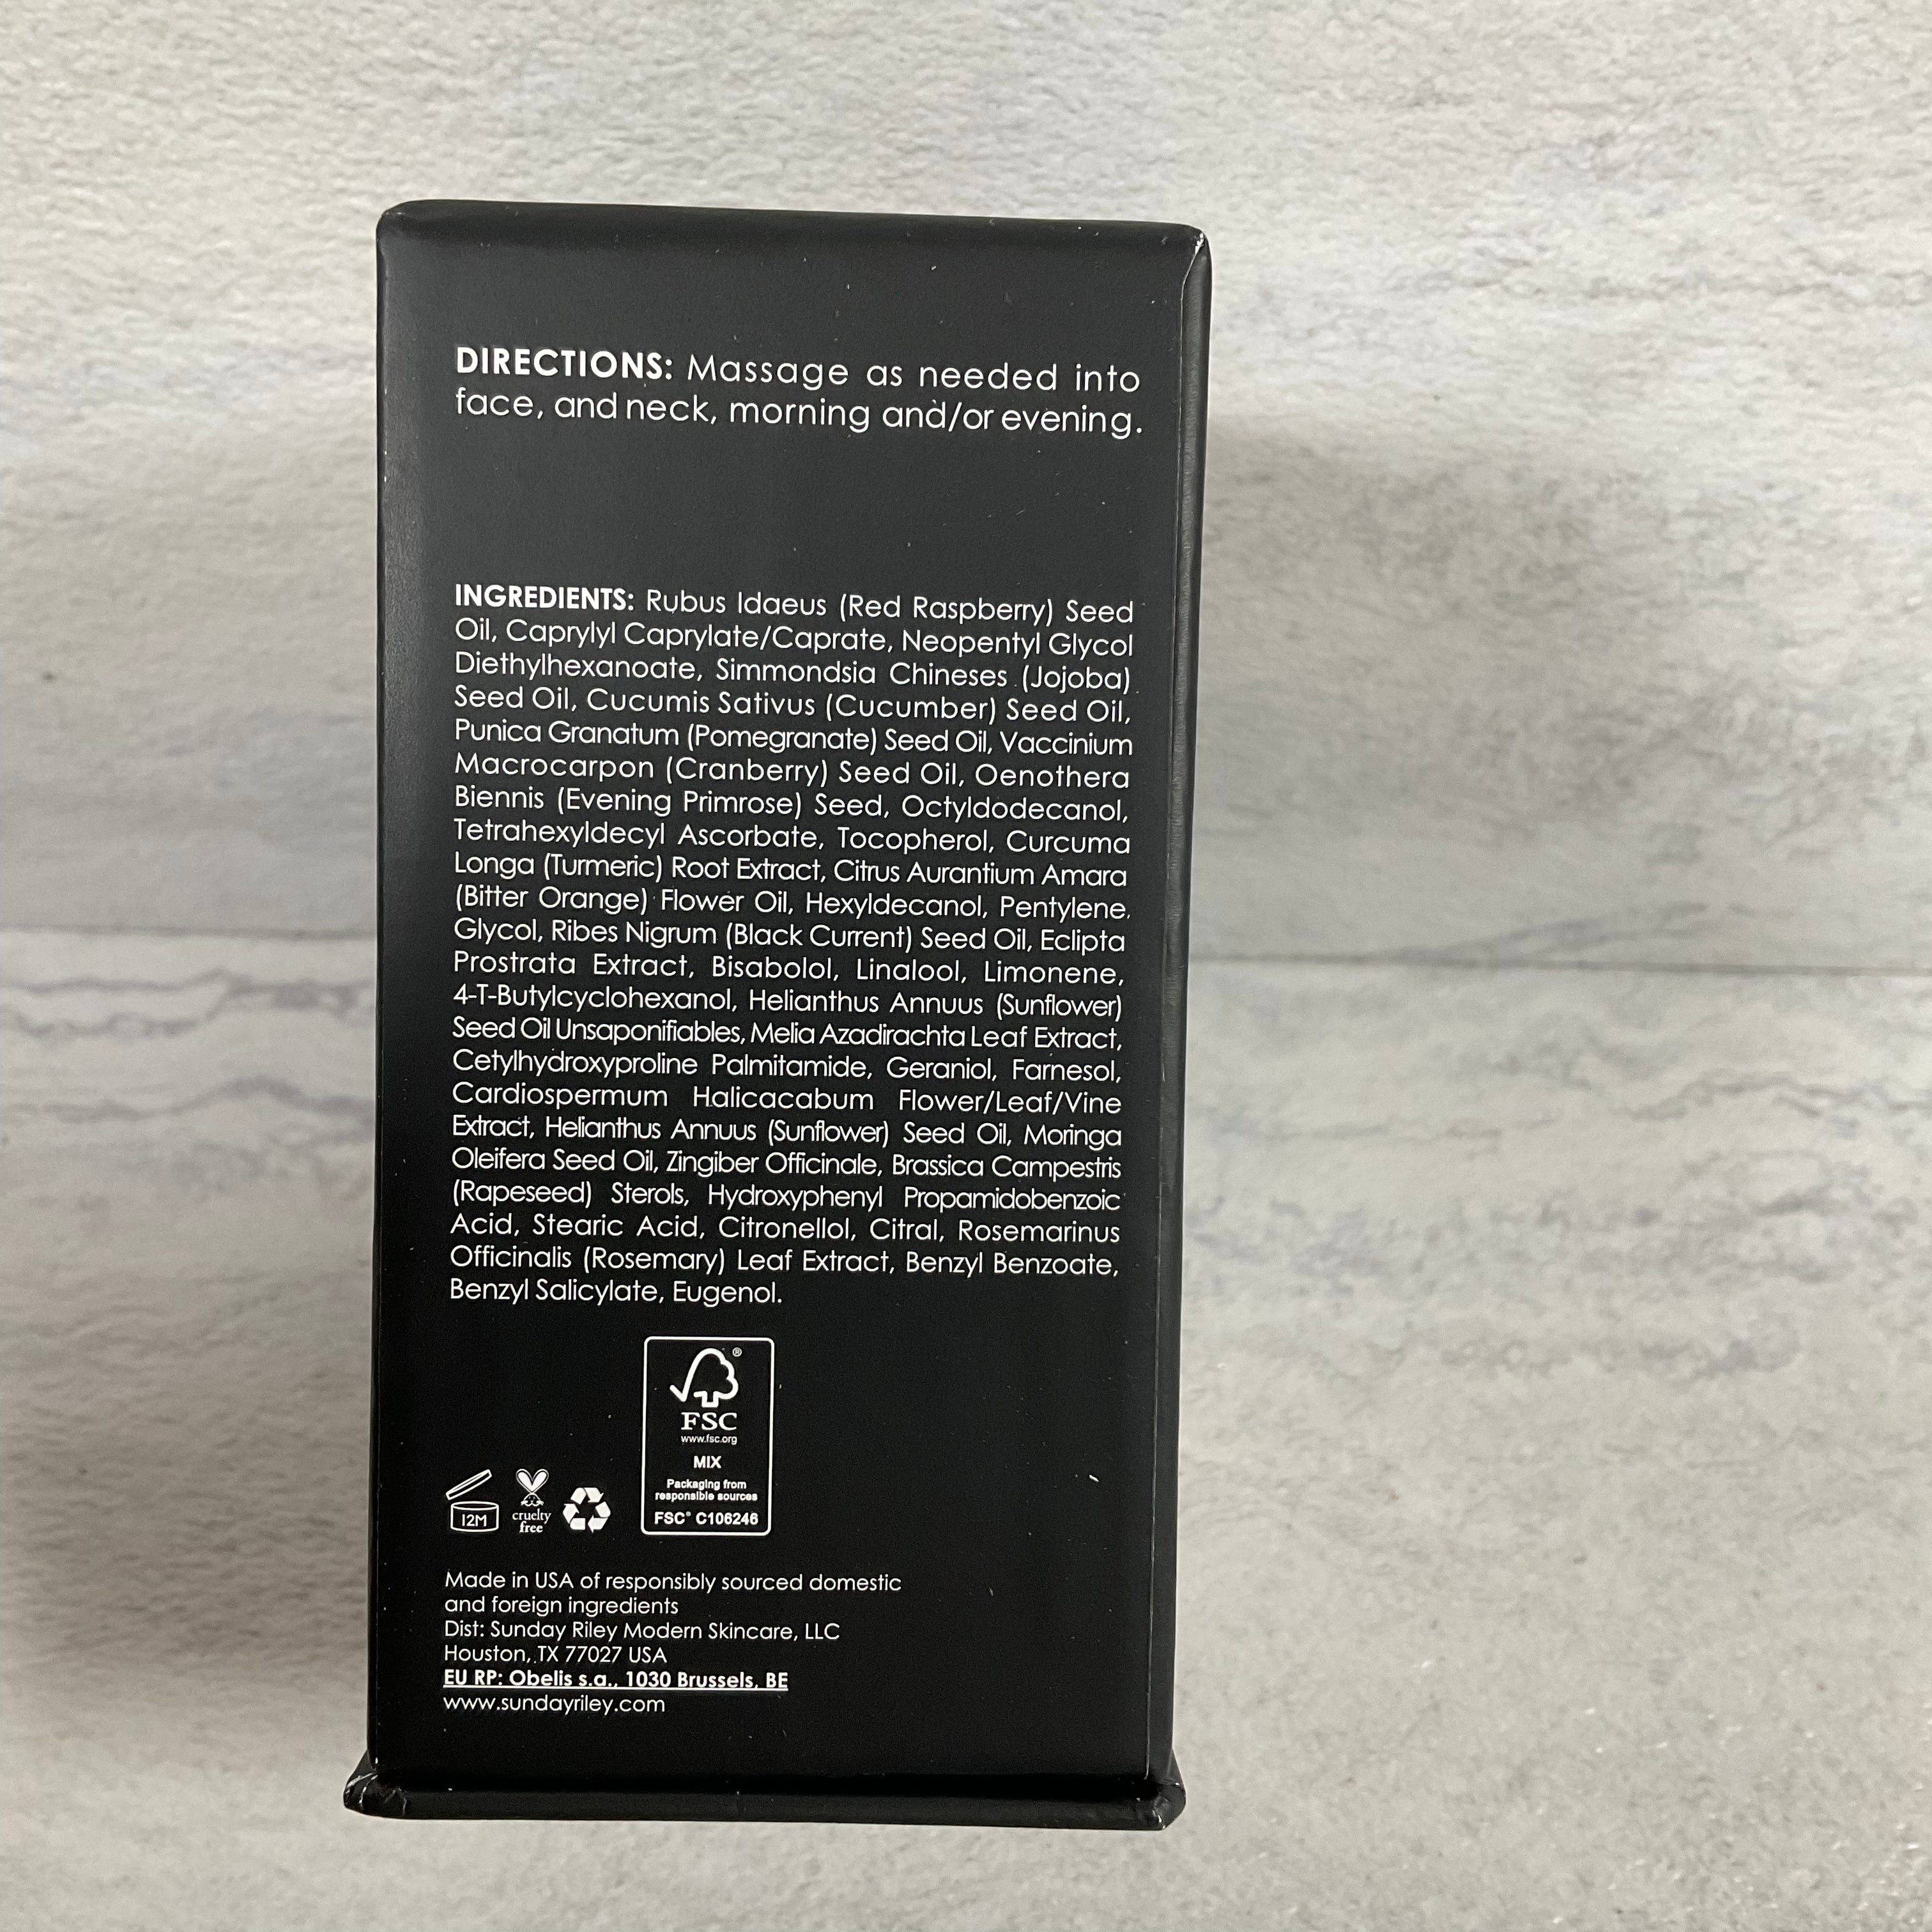 DIRECTIONS: Massage as needed into
face, and neck, morning and/or evening.
INGREDIENTS: Rubus Idaeus (Red Raspberry) Seed
Oil, Caprylyl Caprylate/Caprate, Neopentyl Glycol
Diethylhexanoate, Simmondsia Chineses (Jojoba)
Seed Oil, Cucumis Sativus (Cucumber) Seed Oil,
Punica Granatum (Pomegranate) Seed Oil, Vaccinium
Macrocarpon (Cranberry) Seed Oil, Oenothera
Biennis (Evening Primrose) Seed, Octyldodecanol,
Tetrahexyldecyl Ascorbate, Tocopherol, Curcuma
Longa (Turmeric) Root Extract, Citrus Aurantium Amara
(Bitter Orange) Flower Oil, Hexyldecanol, Pentylene
Glycol, Ribes Nigrum (Black Current) Seed Oil, Eclipta
Prostrata Extract, Bisabolol, Linalool, Limonene,
4-T-Butylcyclohexanol, Helianthus Annuus (Sunflower)
Seed Oil Unsaponifiables, Melia Azadirachta Leaf Extract,
Cetylhydroxyproline Palmitamide, Geraniol, Farnesol,
Cardiospermum Halicacabum Flower/Leaf/Vine
Extract, Helianthus Annuus (Sunflower) Seed Oil, Moringa
Oleifera Seed Oil, Zingiber Officinale, Brassica Campestris
(Rapeseed) Sterols, Hydroxyphenyl Propamidobenzoic
Acid, Stearic Acid, Citronellol, Citral, Rosemarinus
Officinalis (Rosemary) Leaf Extract, Benzyl Benzoate,
Benzyl Salicylate, Eugenol.
®
FSC
www.fsc.org
MIX
Packaging from
responsible sources
FSC® C106246
12M
cruelty
free
Made in USA of responsibly sourced domestic
and foreign ingredients
Dist: Sunday Riley Modern Skincare, LLC
Houston, TX 77027 USA
EU RP: Obelis s.a., 1030 Brussels, BE
www.sundayriley.com